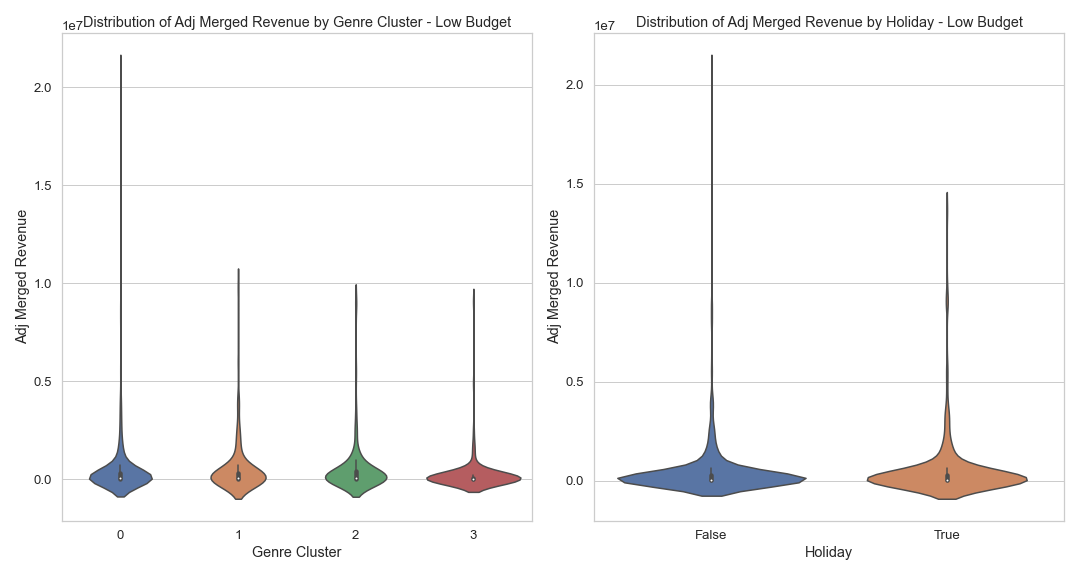 Distribution of Adj Merged Revenue by Genre Cluster - Low Budget
1e7
2.0
1.5
1.0
0.5
0.0
Adj Merged Revenue
0 1 2 3
Genre Cluster
Distribution of Adj Merged Revenue by Holiday - Low Budget
1e7
2.0
1.5
1.0
0.5
0.0
Adj Merged Revenue
False True
Holiday